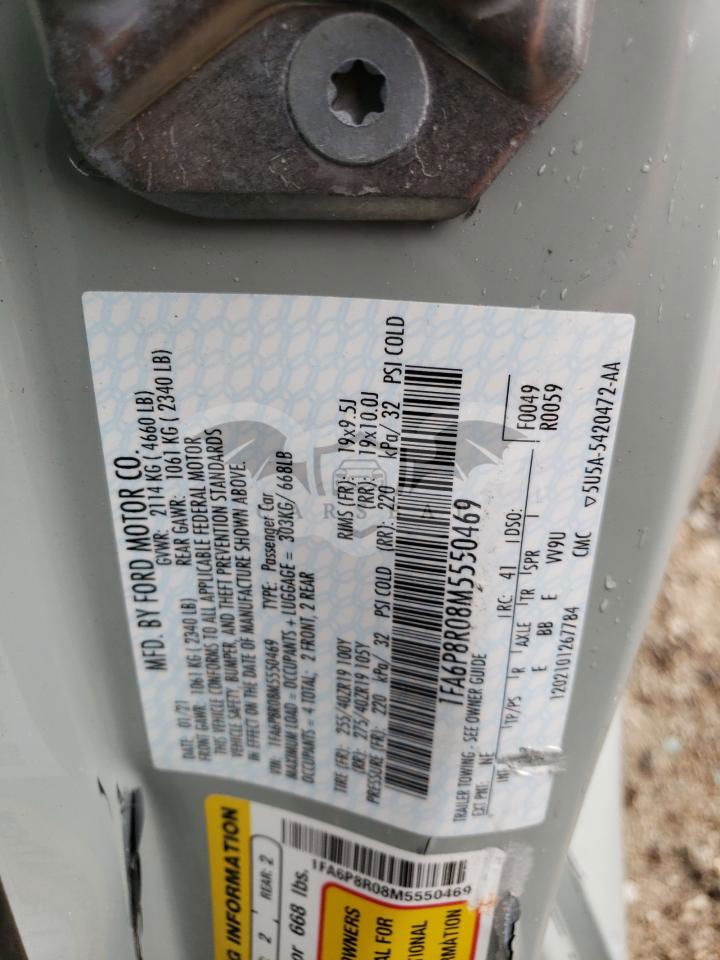 MFD. BY FORD MOTOR CO.
DATE: 01/21 GVWR: 2114 KG ( 4660 LB)
FRONT GAWR: 1061 KG ( 2340 LB) REAR GAWR: 1061 KG ( 2340 LB)
THIS VEHICLE CONFORMS TO ALL APPLICABLE FEDERAL MOTOR
VEHICLE SAFETY, BUMPER, AND THEFT PREVENTION STANDARDS
IN EFFECT ON THE DATE OF MANUFACTURE SHOWN ABOVE.
VIN: 1FA6P8R08M5550469 TYPE: Passenger Car
MAXIMUM LOAD = OCCUPANTS + LUGGAGE = 303KG/ 668LB
OCCUPANTS = 4 TOTAL; 2 FRONT, 2 REAR
TIRE (FR): 255/40ZR19 100Y RIMS (FR): 19x9.5J
(RR): 275/40ZR19 105Y (RR): 19x10.0J
PRESSURE (FR): 220 kPa/ 32 PSI COLD (RR): 220 kPa/ 32 PSI COLD
1FA6P8R08M5550469
TRAILER TOWING - SEE OWNER GUIDE
EXT PNT: NE RC: 41 DSO: F0049
R0059
INT TP/PS R AXLE TR SPR
E BB E VV9U
1202101267784 CMC ▽5U5A-5420472-AA
INFORMATION
2 REAR: 2
or 668 lbs.
1FA6P8R08M5550469
OWNERS
FOR